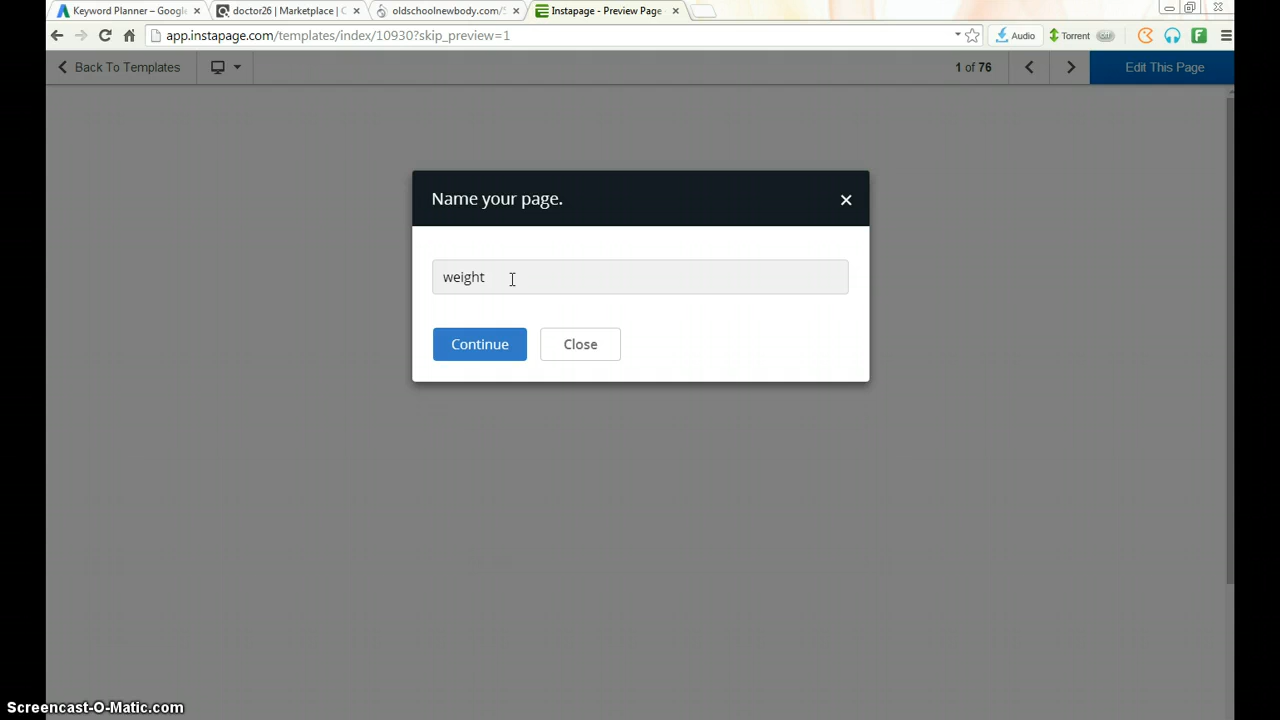 Keyword Planner – Google
doctor26 | Marketplace | C
oldschoolnewbody.com/
Instapage - Preview Page
app.instapage.com/templates/index/10930?skip_preview=1
Audio
Torrent
Back To Templates
1 of 76
Edit This Page
Name your page.
weight
Continue
Close
Screencast-O-Matic.com